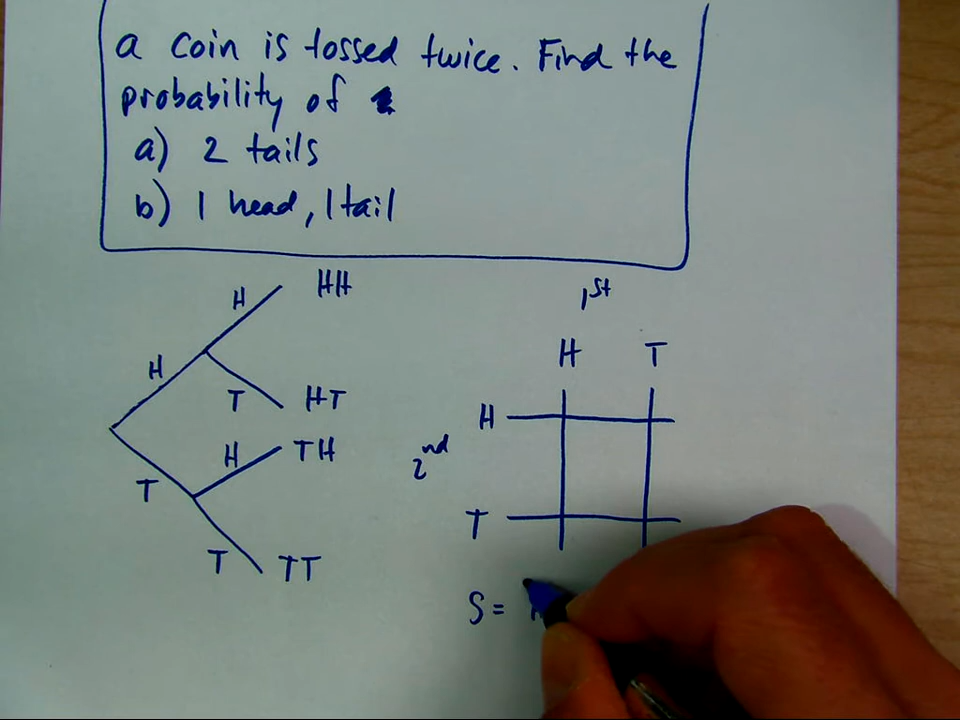 a coin is tossed twice. Find the
probability of
a) 2 tails
b) 1 head, 1 tail
H HH
H
T HT
H TH
T
T TT
1st
H T
H
2nd
T
S =